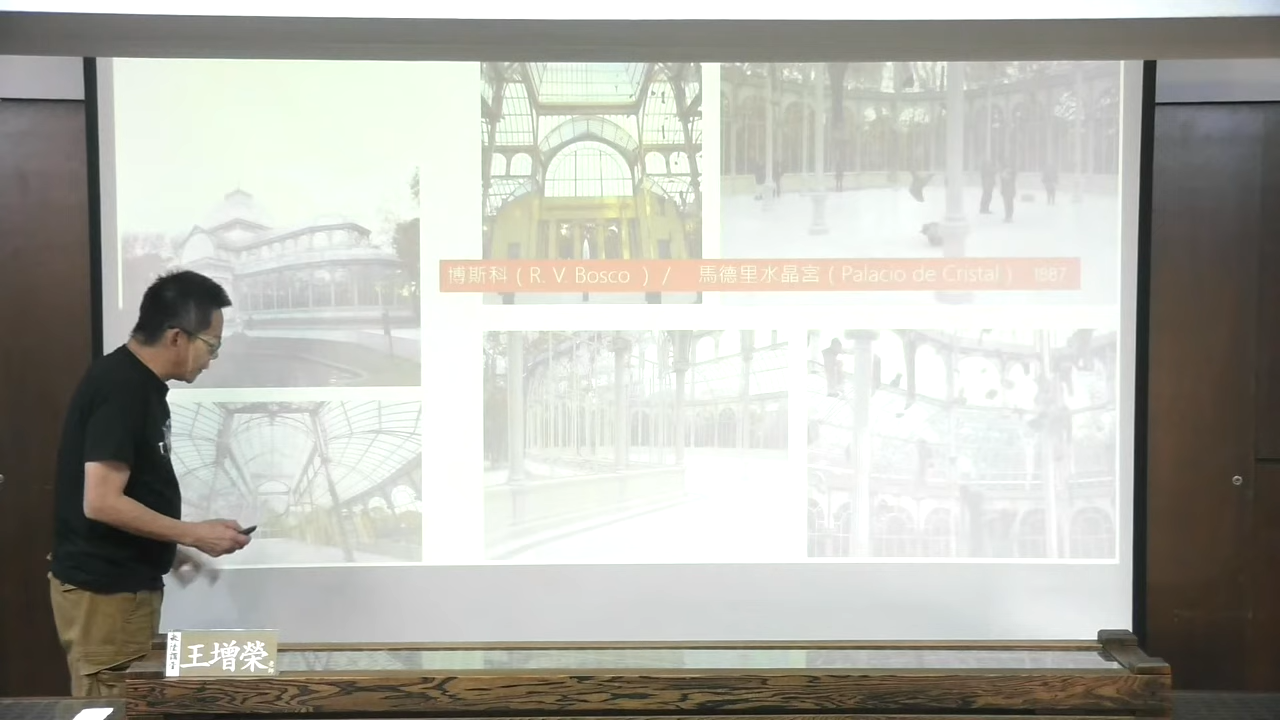 博斯科 ( R. V. Bosco ) / 馬德里水晶宮 ( Palacio de Cristal ) 1887
王增榮